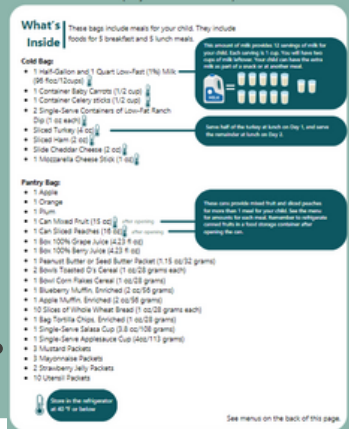 What's Inside
These bags include meals for your child. They include
foods for 5 breakfast and 5 lunch meals.
Cold Bag:
• 1 Half-Gallon and 1 Quart Low-Fast (1%) Milk
(96 floz/12cups)
• 1 Container Baby Carrots (1/2 cup)
• 1 Container Celery sticks (1/2 cup)
• 2 Single-Serve Containers of Low-Fat Ranch
Dip (1 oz each)
• Sliced Turkey (4 oz)
• Sliced Ham (2 oz)
• Slide Cheddar Cheese (2 oz)
• 1 Mozzarella Cheese Stick (1 oz)
This amount of milk provides 12 servings of milk for
your child. Each serving is 1 cup. You will have two
cups of milk leftover. Your child can have the extra
milk as part of a snack or at another meal.
MILK
=
Serve half of the turkey at lunch on Day 1, and serve
the remainder at lunch on Day 3.
Pantry Bag:
• 1 Apple
• 1 Orange
• 1 Plum
• 1 Can Mixed Fruit (15 oz) after opening
• 1 Can Sliced Peaches (16 oz) after opening
• 1 Box 100% Grape Juice (4.23 fl oz)
• 1 Box 100% Berry Juice (4.23 fl oz)
• 1 Peanut Butter or Seed Butter Packet (1.15 oz/32 grams)
• 2 Bowls Toasted O's Cereal (1 oz/28 grams each)
• 1 Bowl Corn Flakes Cereal (1 oz/28 grams)
• 1 Blueberry Muffin, Enriched (2 oz/56 grams)
• 1 Apple Muffin, Enriched (2 oz/56 grams)
• 10 Slices of Whole Wheat Bread (1 oz/28 grams each)
• 1 Bag Tortilla Chips, Enriched (1 oz/28 grams)
• 1 Single-Serve Salasa Cup (3.8 oz/108 grams)
• 1 Single-Serve Applesauce Cup (4oz/113 grams)
• 3 Mustard Packets
• 3 Mayonnaise Packets
• 2 Strawberry Jelly Packets
• 10 Utensil Packets
These cans provide mixed fruit and sliced peaches
for more than 1 meal for your child. See the menu
for amounts for each meal. Remember to refrigerate
canned fruits in a food storage container after
opening the can.
Store in the refrigerator
at 40 °F or below
See menus on the back of this page.